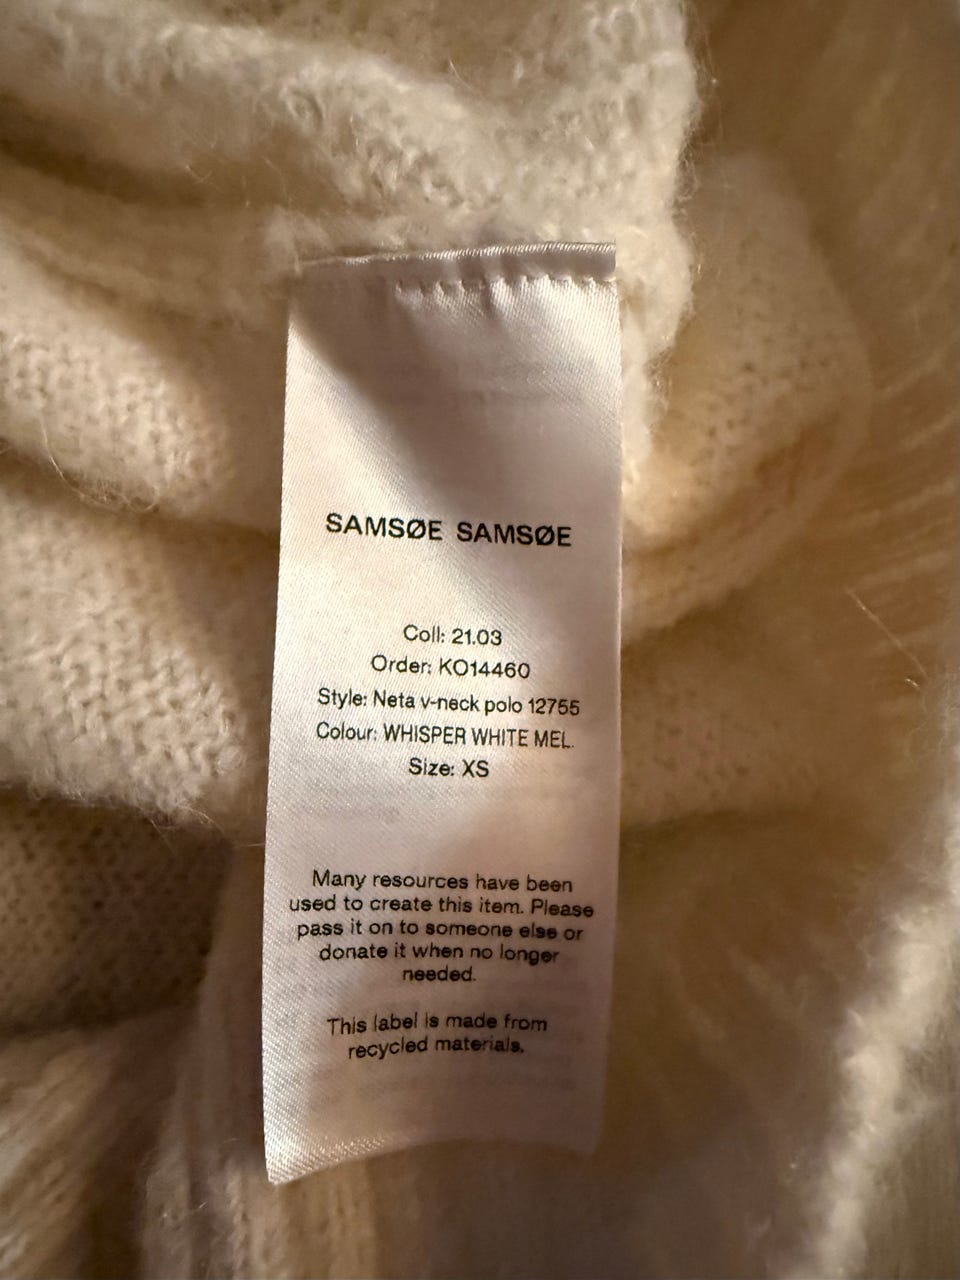 SAMSØE SAMSØE
Coll: 21.03
Order: KO14460
Style: Neta v-neck polo 12755
Colour: WHISPER WHITE MEL.
Size: XS
Many resources have been
used to create this item. Please
pass it on to someone else or
donate it when no longer
needed.
This label is made from
recycled materials.